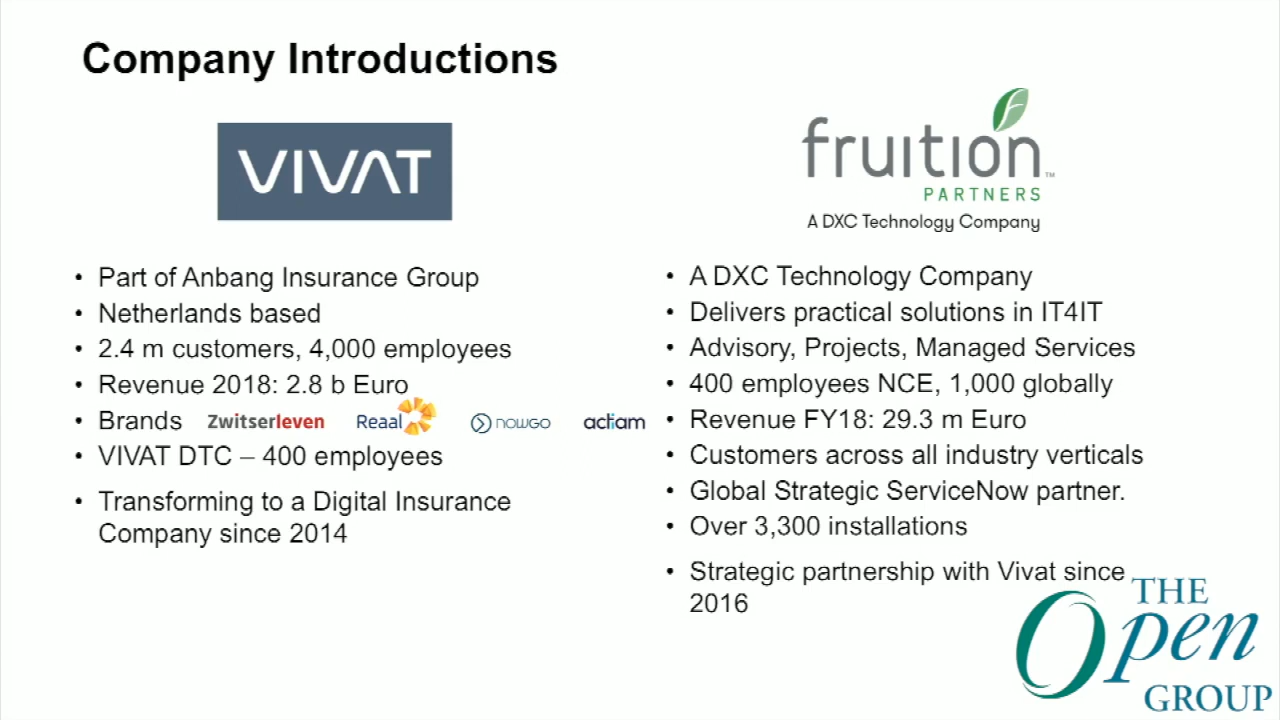 Company Introductions
VIVAT
• Part of Anbang Insurance Group
• Netherlands based
• 2.4 m customers, 4,000 employees
• Revenue 2018: 2.8 b Euro
• Brands Zwitserleven Reaal nowgo actiam
• VIVAT DTC – 400 employees
• Transforming to a Digital Insurance
Company since 2014
fruition™
PARTNERS
A DXC Technology Company
• A DXC Technology Company
• Delivers practical solutions in IT4IT
• Advisory, Projects, Managed Services
• 400 employees NCE, 1,000 globally
• Revenue FY18: 29.3 m Euro
• Customers across all industry verticals
• Global Strategic ServiceNow partner.
• Over 3,300 installations
• Strategic partnership with Vivat since
2016
THE
Open
GROUP